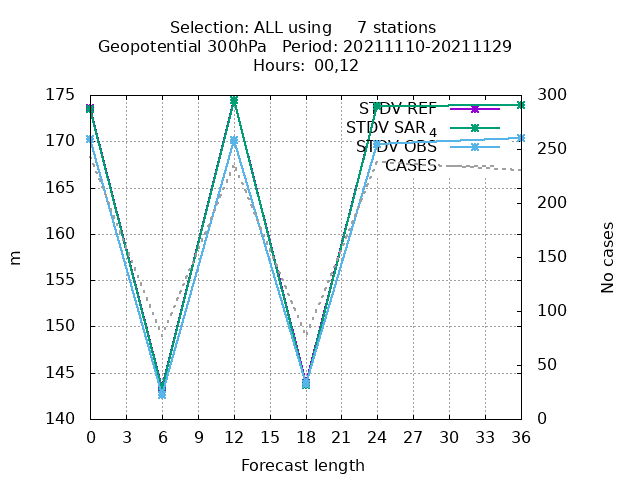 Selection: ALL using     7 stations
Geopotential 300hPa   Period: 20211110-20211129
Hours:  00,12
175
170
165
160
155
150
145
140
m
300
250
200
150
100
50
0
No cases
STDV REF
STDV SAR 4
STDV OBS
CASES
0 3 6 9 12 15 18 21 24 27 30 33 36
Forecast length